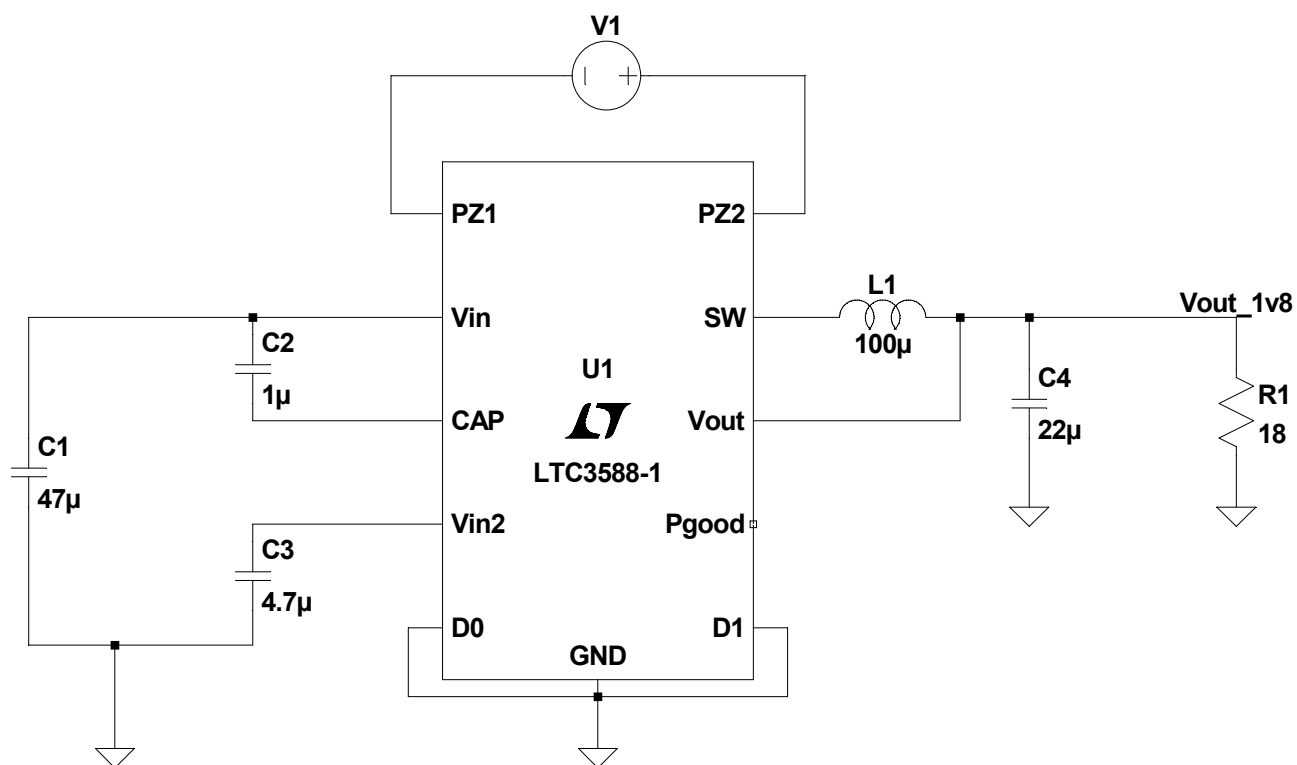 V1
PZ1
PZ2
L1
Vin
SW
100µ
Vout_1v8
C2
1µ
U1
C4
22µ
R1
18
CAP
Vout
C1
47µ
LTC3588-1
Vin2
Pgood
C3
4.7µ
D0
D1
GND